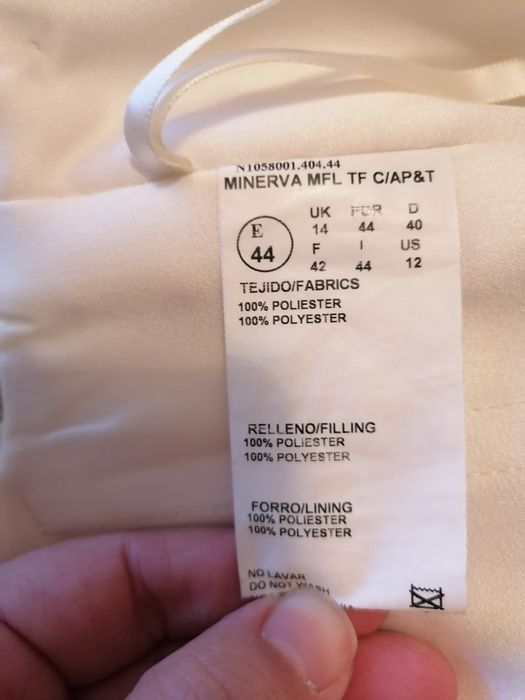 N1058001.404.44
MINERVA MFL TF C/AP&T
E
44
UK POR D
14 44 40
F I US
42 44 12
TEJIDO/FABRICS
100% POLIESTER
100% POLYESTER
RELLENO/FILLING
100% POLIESTER
100% POLYESTER
FORRO/LINING
100% POLIESTER
100% POLYESTER
NO LAVAR
DO NOT WASH